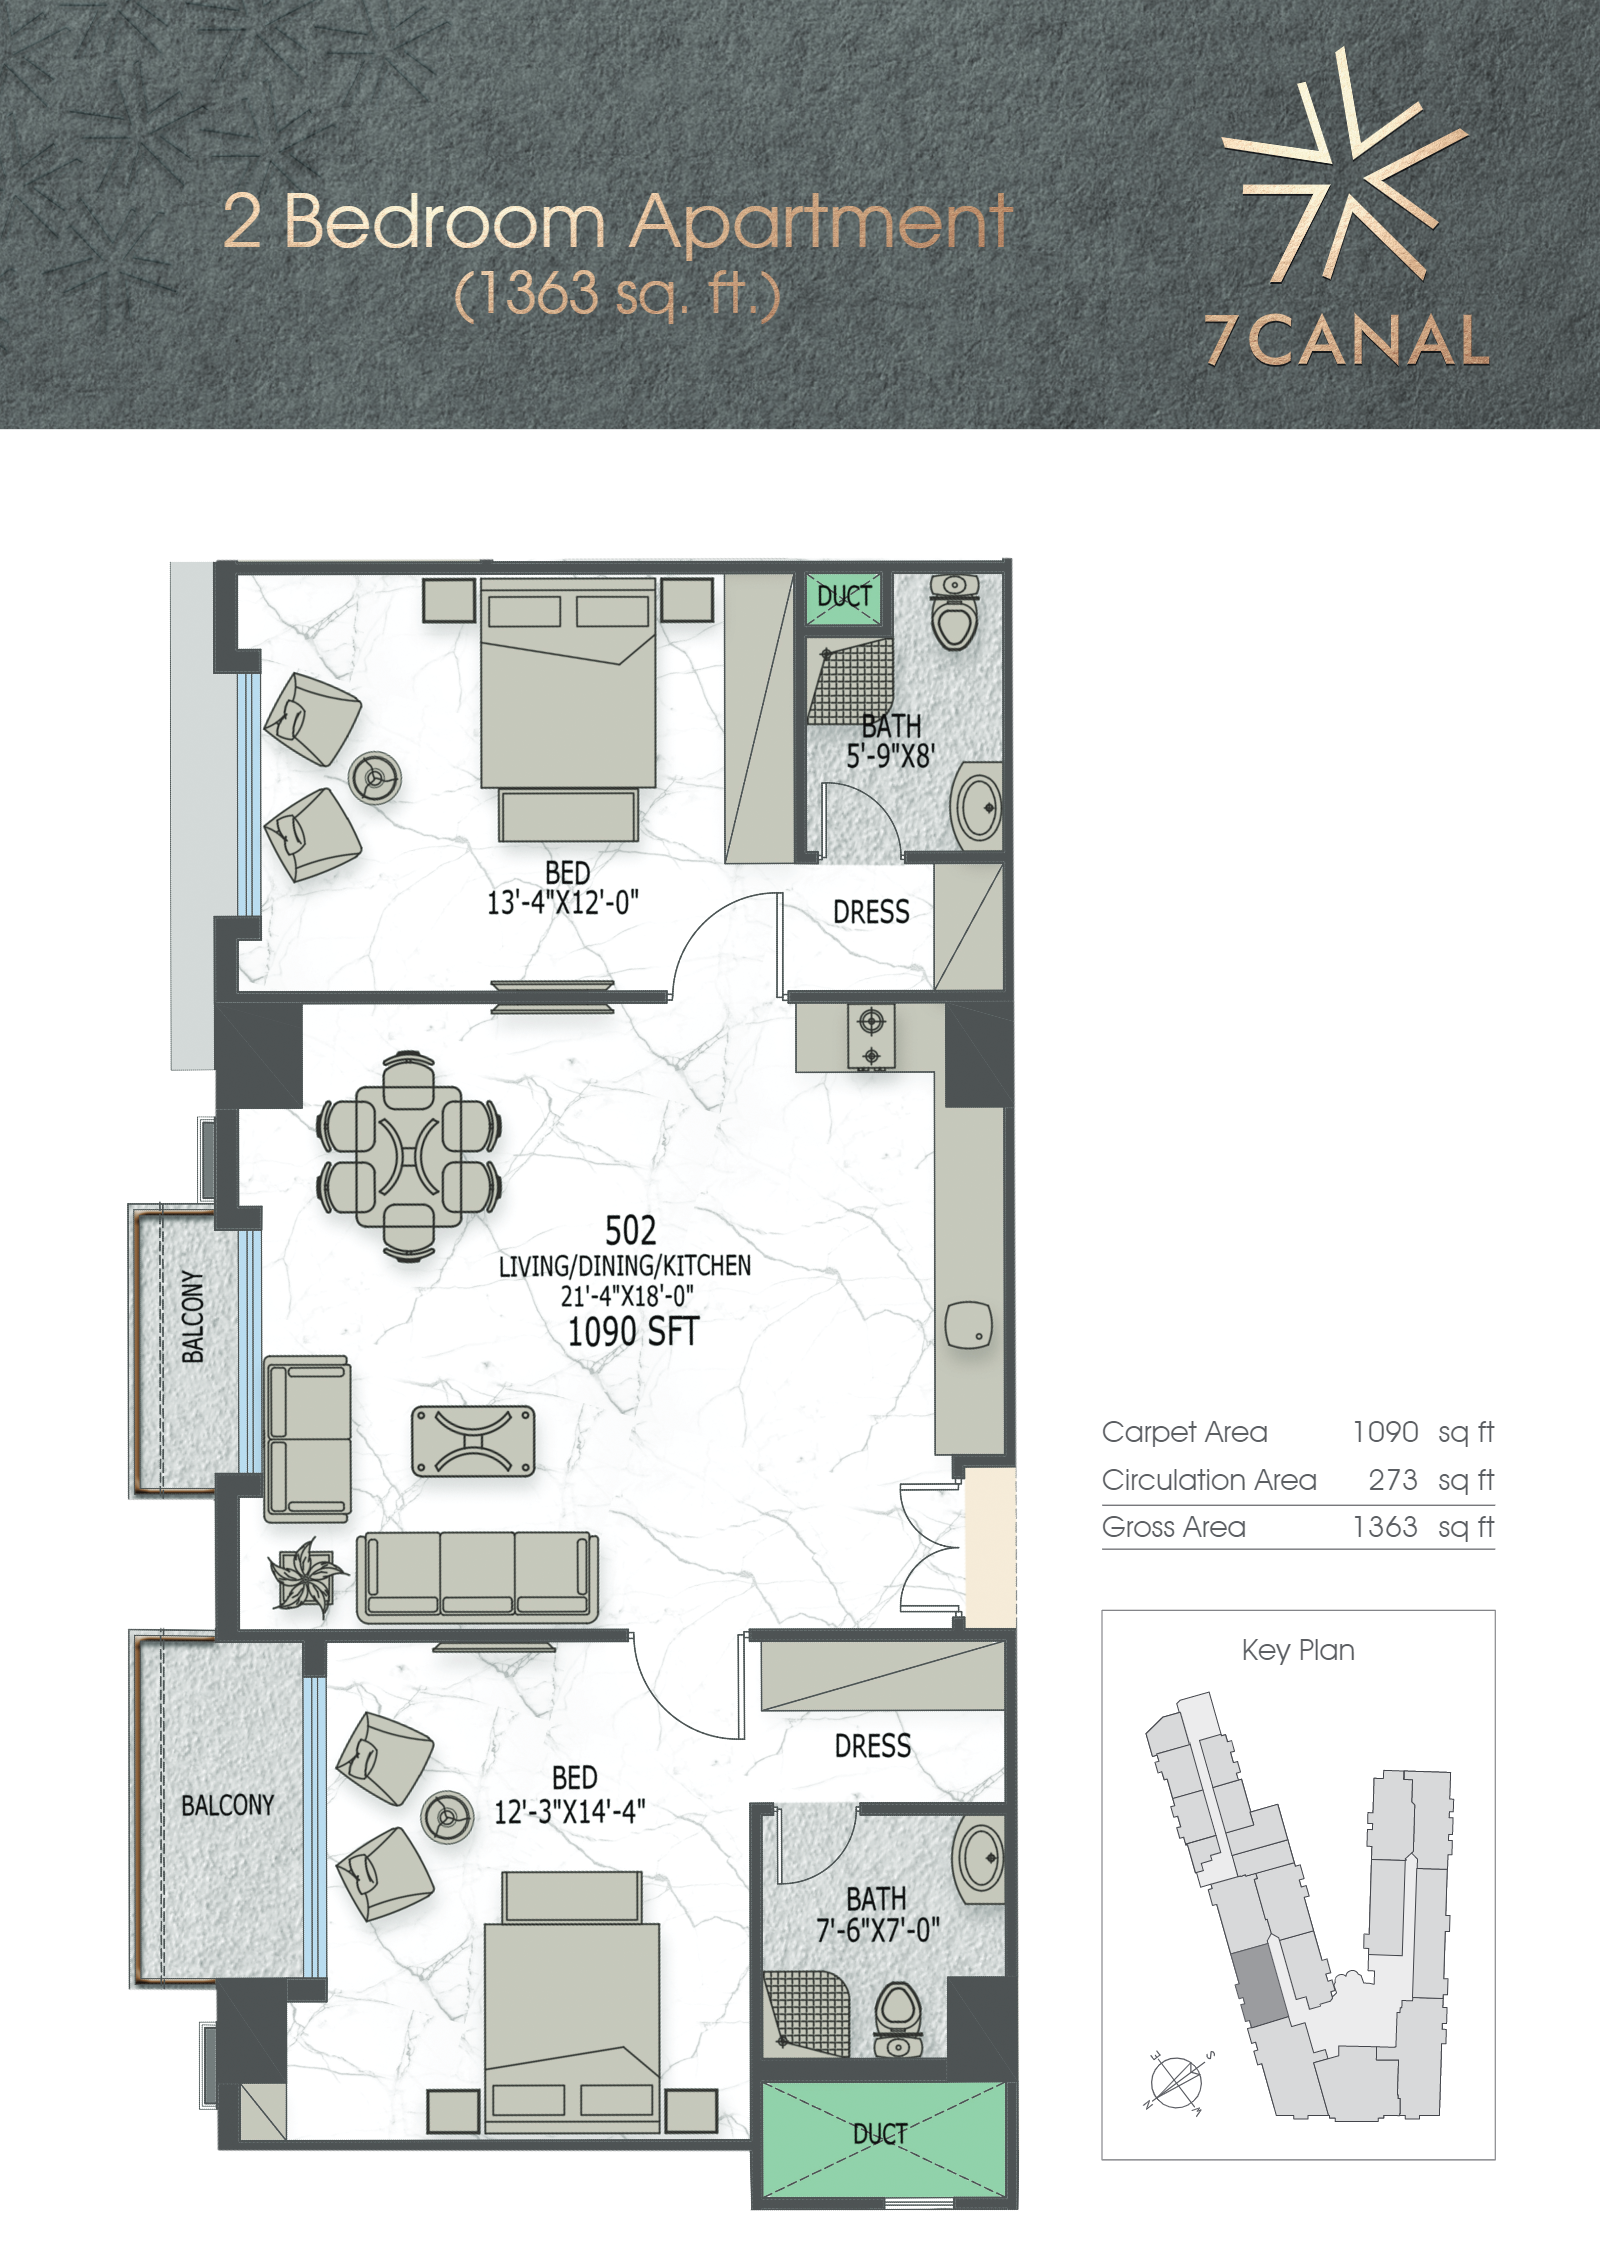 2 Bedroom Apartment
(1363 sq. ft.)
7CANAL
DUCT
BATH
5'-9"X8'
BED
13'-4"X12'-0"
DRESS
502
LIVING/DINING/KITCHEN
21'-4"X18'-0"
1090 SFT
BALCONY
Carpet Area 1090 sq ft
Circulation Area 273 sq ft
Gross Area 1363 sq ft
Key Plan
DRESS
BED
12'-3"X14'-4"
BALCONY
BATH
7'-6"X7'-0"
DUCT
E
S
N
W